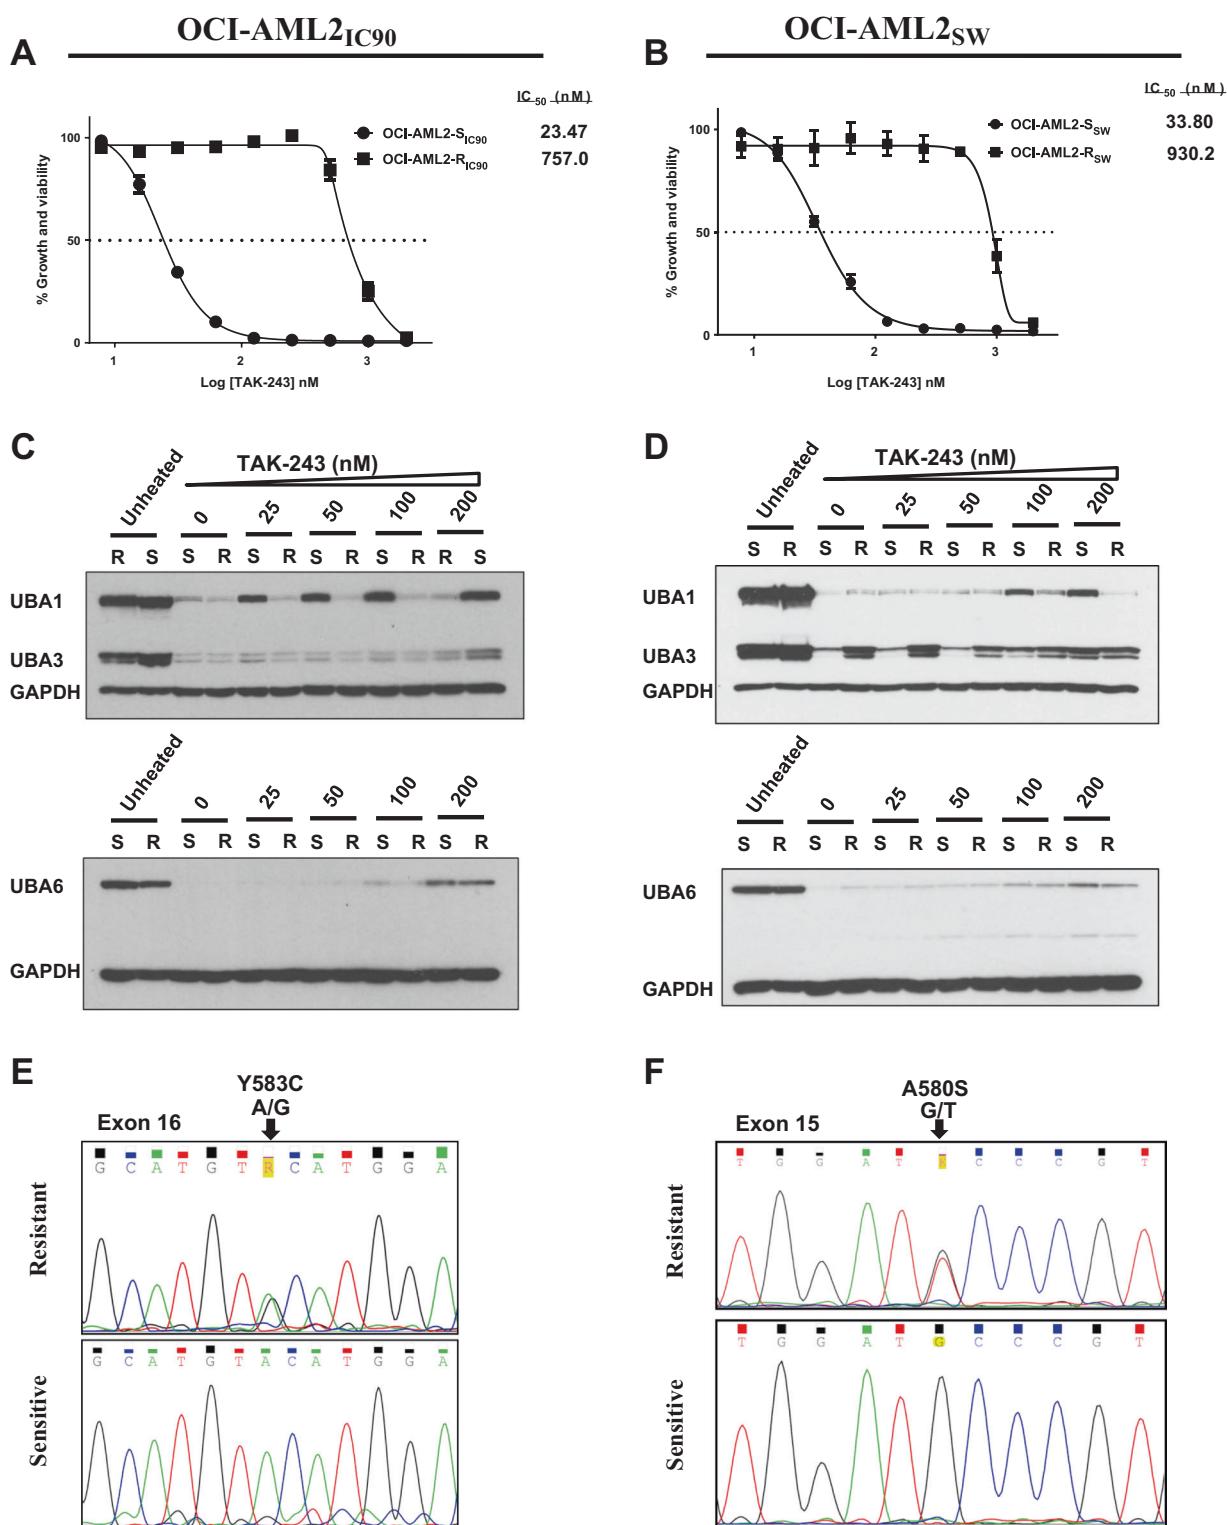 OCI-AML2IC90
OCI-AML2SW
A
IC50 (nM)
OCI-AML2-SIC90 23.47
OCI-AML2-RIC90 757.0
100
50
0
% Growth and viability
1 2 3
Log [TAK-243] nM
B
IC50 (nM)
OCI-AML2-SSW 33.80
OCI-AML2-RSW 930.2
100
50
0
% Growth and viability
1 2 3
Log [TAK-243] nM
C
TAK-243 (nM)
Unheated 0 25 50 100 200
R S S R S R S R S R R S
UBA1
UBA3
GAPDH
Unheated 0 25 50 100 200
S R S R S R S R S R S R
UBA6
GAPDH
D
TAK-243 (nM)
Unheated 0 25 50 100 200
S R S R S R S R S R S R
UBA1
UBA3
GAPDH
Unheated 0 25 50 100 200
S R S R S R S R S R S R
UBA6
GAPDH
E
Y583C
A/G
Exon 16
Resistant
G C A T G T R C A T G G A
Sensitive
G C A T G T A C A T G G A
F
A580S
G/T
Exon 15
Resistant
T G G A T C C C G T
Sensitive
T G G A T G C C C G T